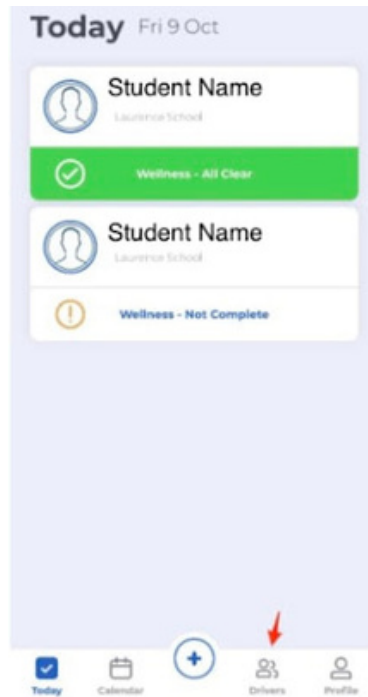 Today Fri 9 Oct
Student Name
Laurence School
Wellness - All Clear
Student Name
Laurence School
Wellness - Not Complete
Today Calendar Drivers Profile